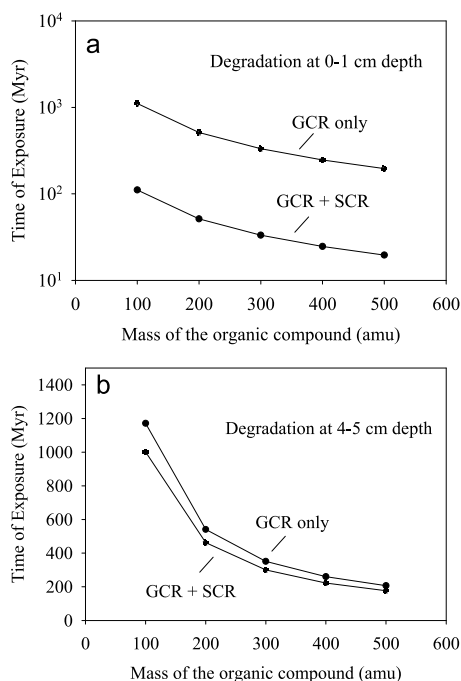 a
Degradation at 0-1 cm depth
GCR only
GCR + SCR
Time of Exposure (Myr)
10⁴
10³
10²
10¹
0 100 200 300 400 500 600
Mass of the organic compound (amu)
b
Degradation at 4-5 cm depth
GCR only
GCR + SCR
Time of Exposure (Myr)
1400
1200
1000
800
600
400
200
0
0 100 200 300 400 500 600
Mass of the organic compound (amu)